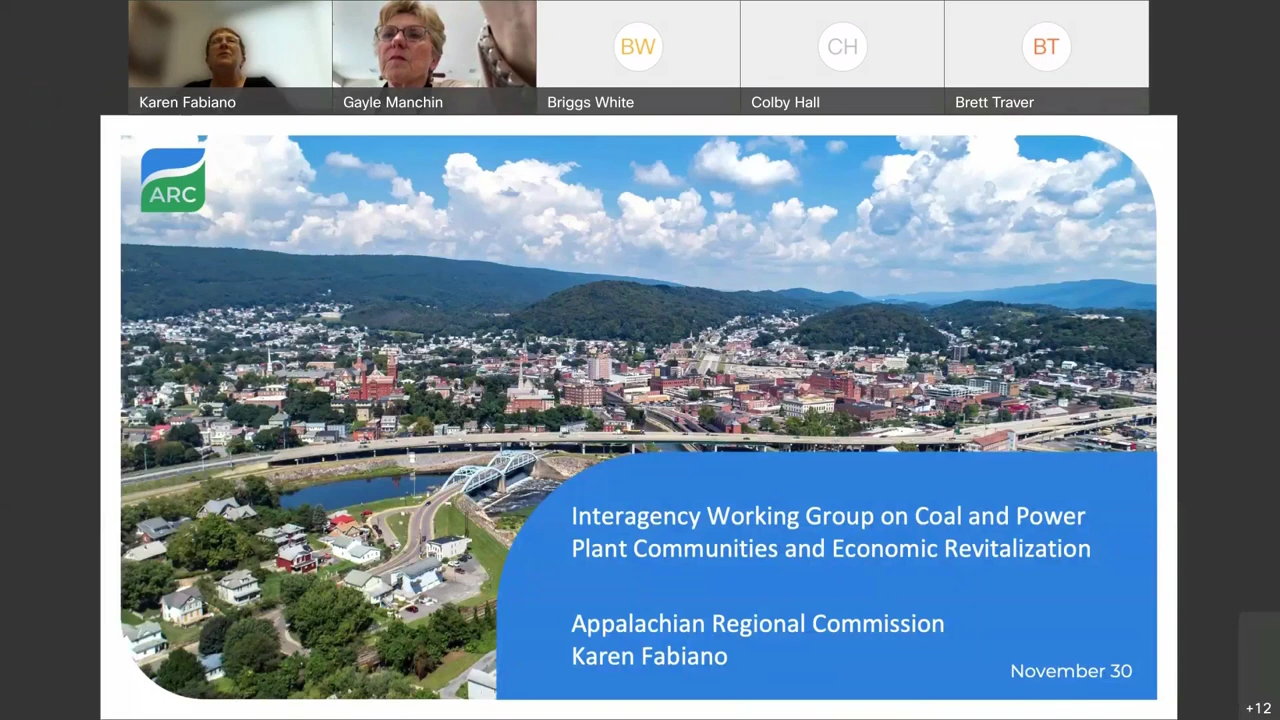 BW
CH
BT
Karen Fabiano
Gayle Manchin
Briggs White
Colby Hall
Brett Traver
ARC
Interagency Working Group on Coal and Power
Plant Communities and Economic Revitalization
Appalachian Regional Commission
Karen Fabiano
November 30
+12